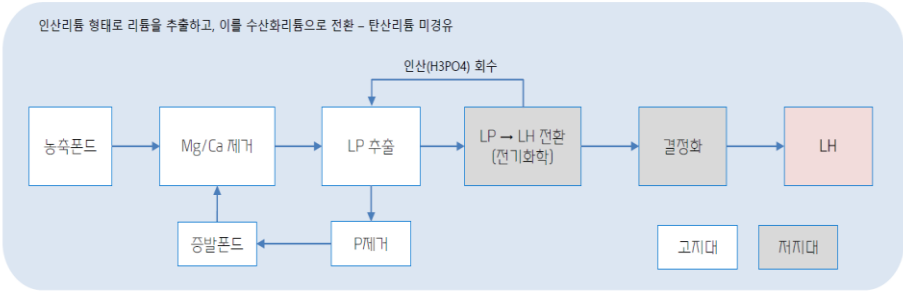 인산리튬 형태로 리튬을 추출하고, 이를 수산화리튬으로 전환 – 탄산리튬 미경유
인산(H3PO4) 회수
농축폰드
Mg/Ca 제거
LP 추출
LP → LH 전환
(전기화학)
결정화
LH
증발폰드
P제거
고지대
저지대